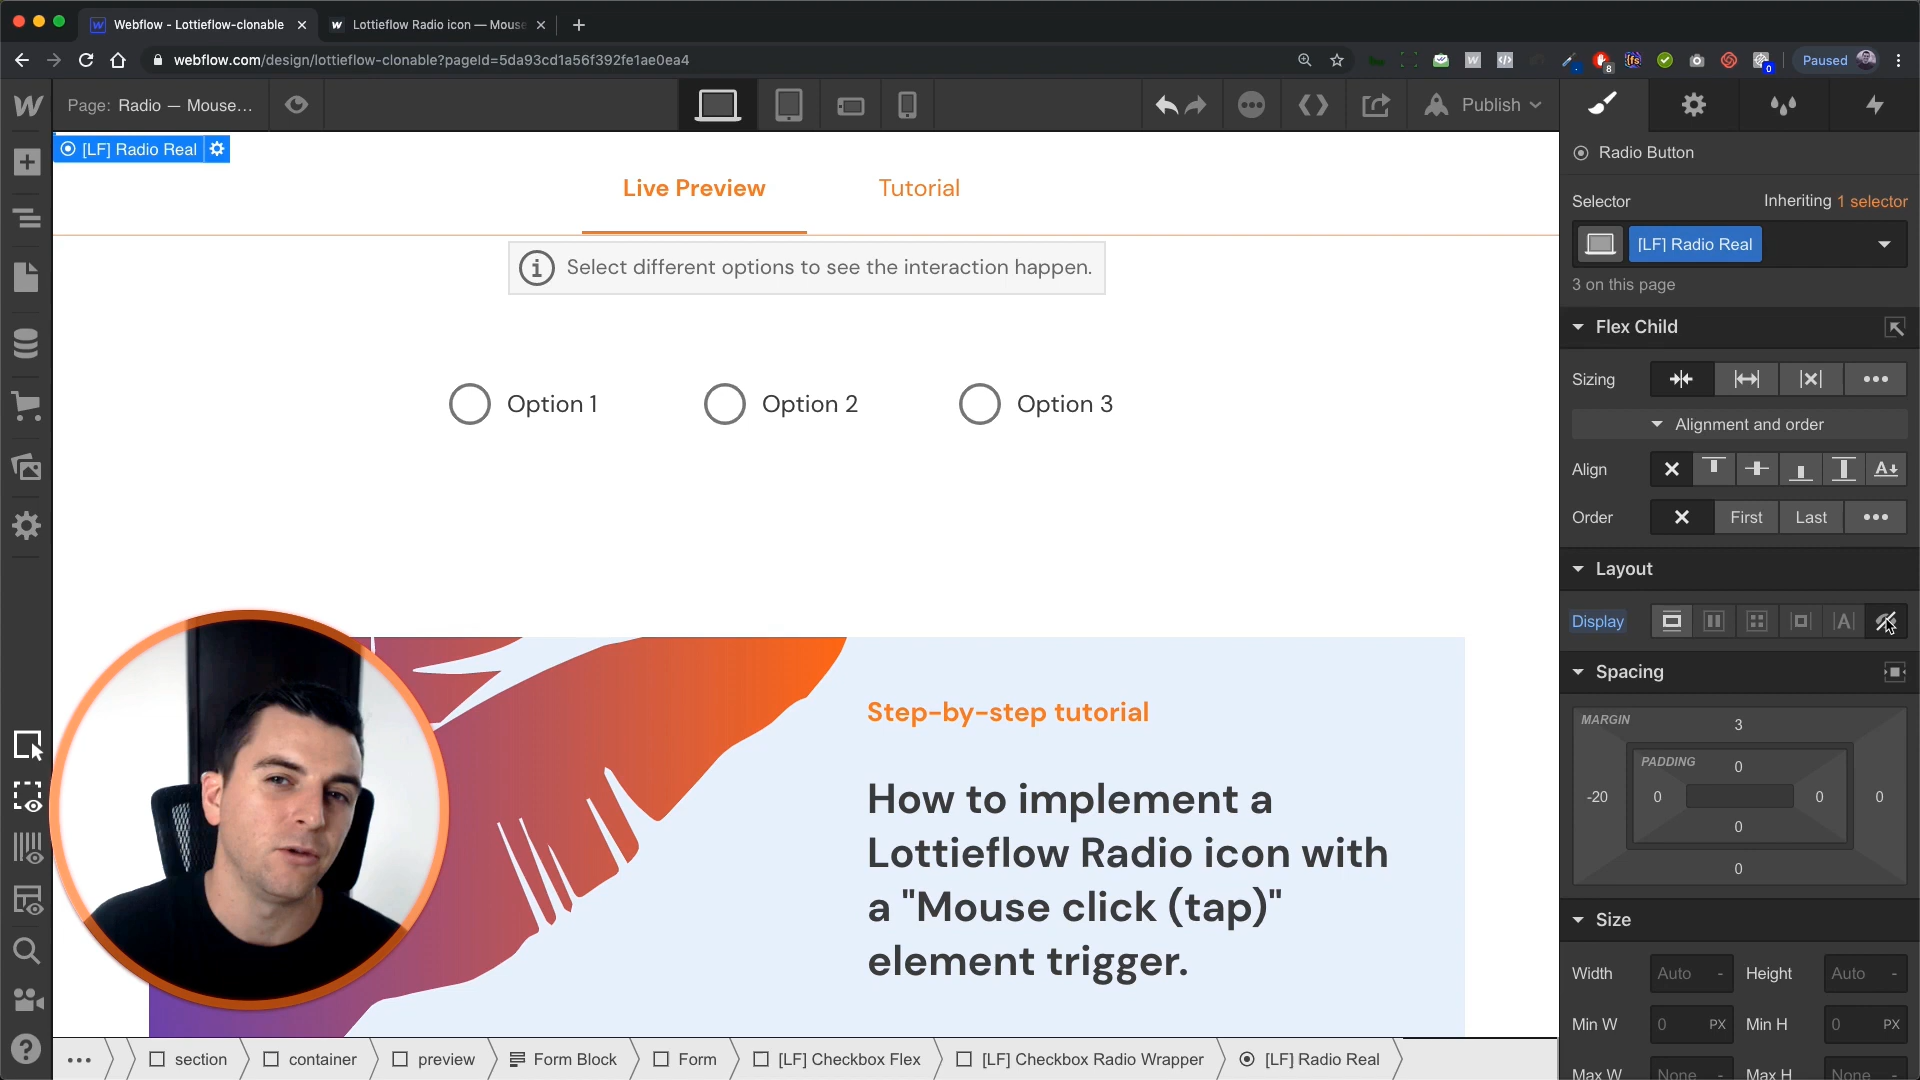 Webflow - Lottieflow-clonable
Lottieflow Radio icon — Mouse
webflow.com/design/lottieflow-clonable?pageId=5da93cd1a56f392fe1ae0ea4
8
0
Paused
Page: Radio — Mouse...
Publish
[LF] Radio Real
Live Preview
Tutorial
Select different options to see the interaction happen.
Option 1
Option 2
Option 3
Step-by-step tutorial
How to implement a
Lottieflow Radio icon with
a "Mouse click (tap)"
element trigger.
section
container
preview
Form Block
Form
[LF] Checkbox Flex
[LF] Checkbox Radio Wrapper
[LF] Radio Real
Radio Button
Selector
Inheriting 1 selector
[LF] Radio Real
3 on this page
Flex Child
Sizing
Alignment and order
Align
Order
First
Last
Layout
Display
Spacing
MARGIN
3
PADDING
0
-20
0
0
0
0
0
Size
Width
Auto -
Height
Auto -
Min W
0 PX
Min H
0 PX
Max W
None -
Max H
None -